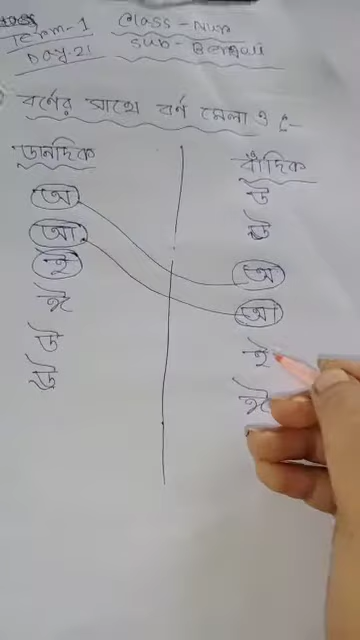 Term-1 Class - Nur
Day-21 Sub - Bengali
বর্ণের সাথে বর্ণ মেলাও :-
ডানদিক বাঁদিক
অ উ
আ ঊ
ই অ
ঈ আ
উ ই
ঊ ঈ